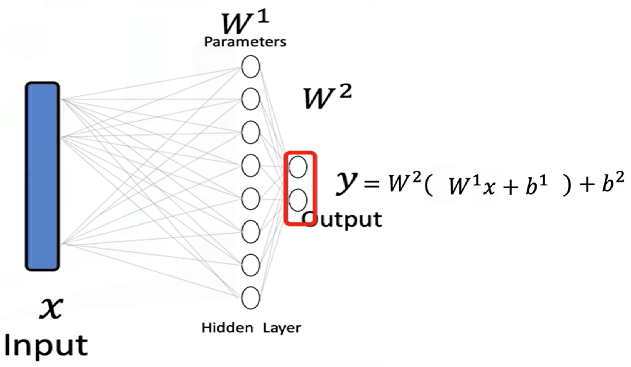 W¹
Parameters
W²
y = W²( W¹x + b¹ ) + b²
Output
x
Hidden Layer
Input